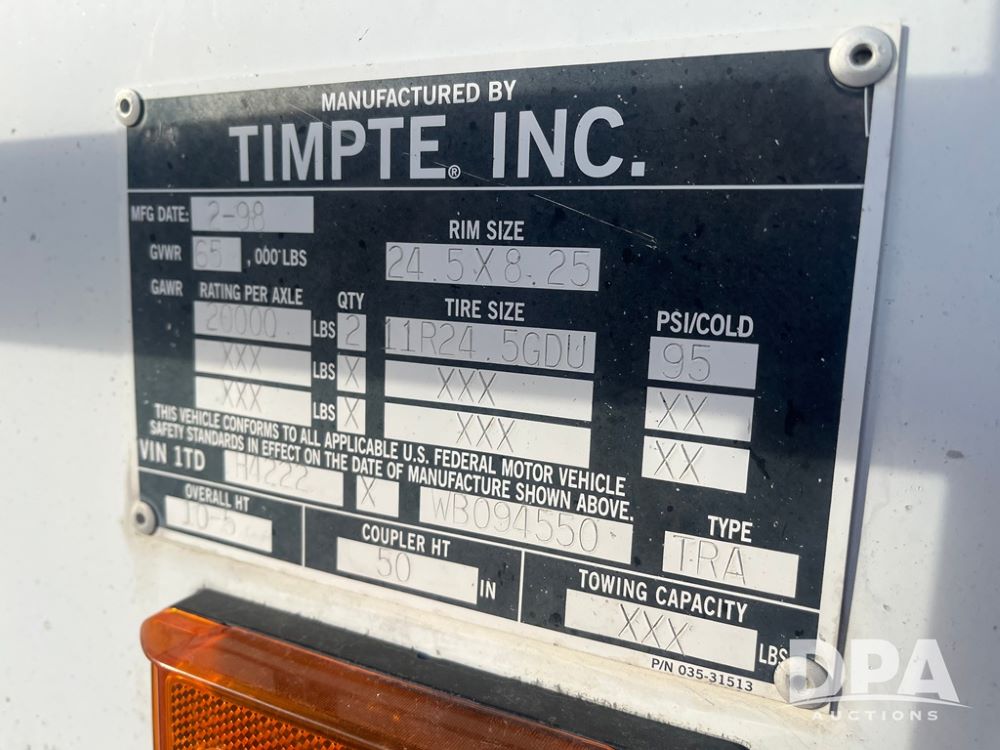 MANUFACTURED BY
TIMPTE® INC.
MFG DATE: 2-98
GVWR 65 ,000 LBS
RIM SIZE
24.5X8.25
GAWR RATING PER AXLE QTY TIRE SIZE PSI/COLD
20000 LBS 2 11R24.5GDU 95
XXX LBS X XXX XX
XXX LBS X XXX XX
THIS VEHICLE CONFORMS TO ALL APPLICABLE U.S. FEDERAL MOTOR VEHICLE
SAFETY STANDARDS IN EFFECT ON THE DATE OF MANUFACTURE SHOWN ABOVE.
VIN 1TD H4222 X WB094550 TYPE
TRA
OVERALL HT
10-5
COUPLER HT
50 IN
TOWING CAPACITY
XXX LBS
P/N 035-31513
DPA
AUCTIONS